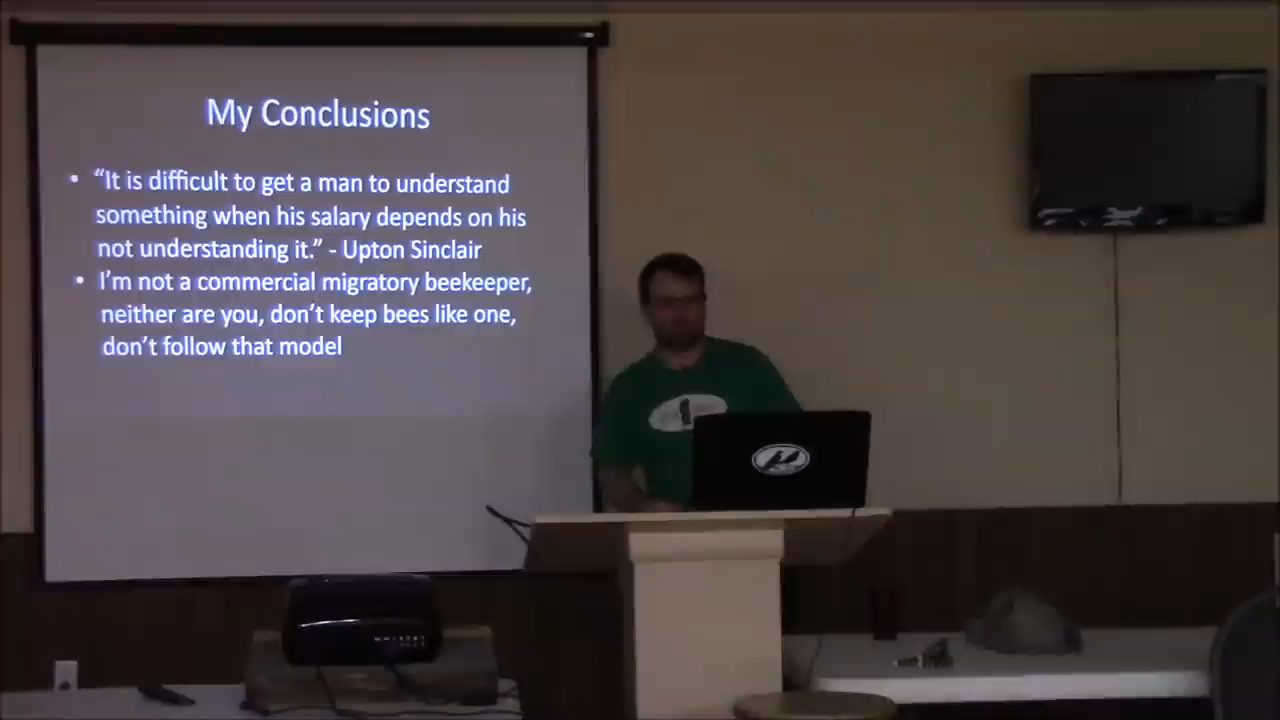 My Conclusions
• “It is difficult to get a man to understand
something when his salary depends on his
not understanding it.” - Upton Sinclair
• I’m not a commercial migratory beekeeper,
neither are you, don’t keep bees like one,
don’t follow that model